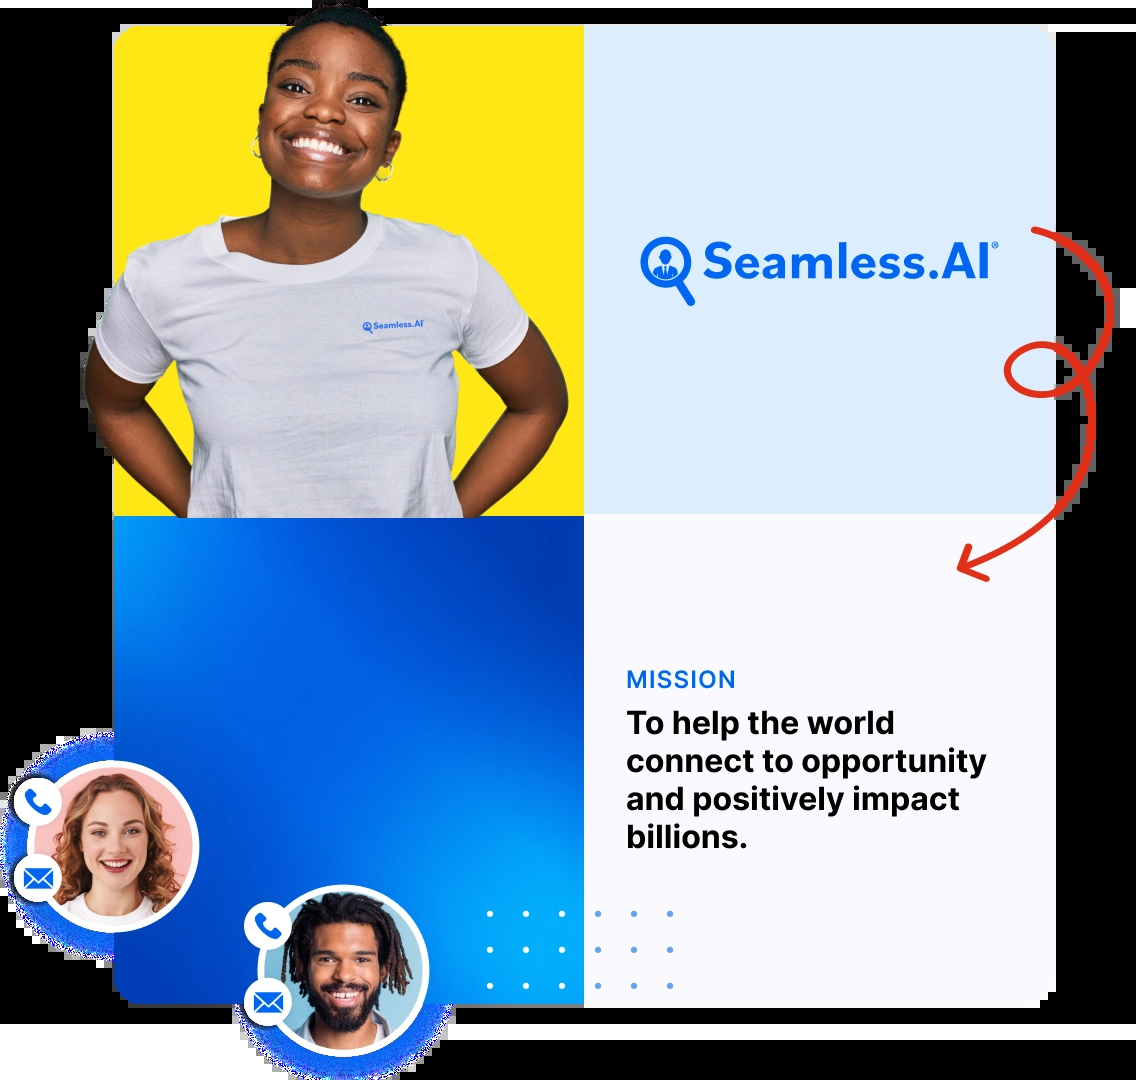 Seamless.AI®
Seamless.AI
MISSION
To help the world
connect to opportunity
and positively impact
billions.